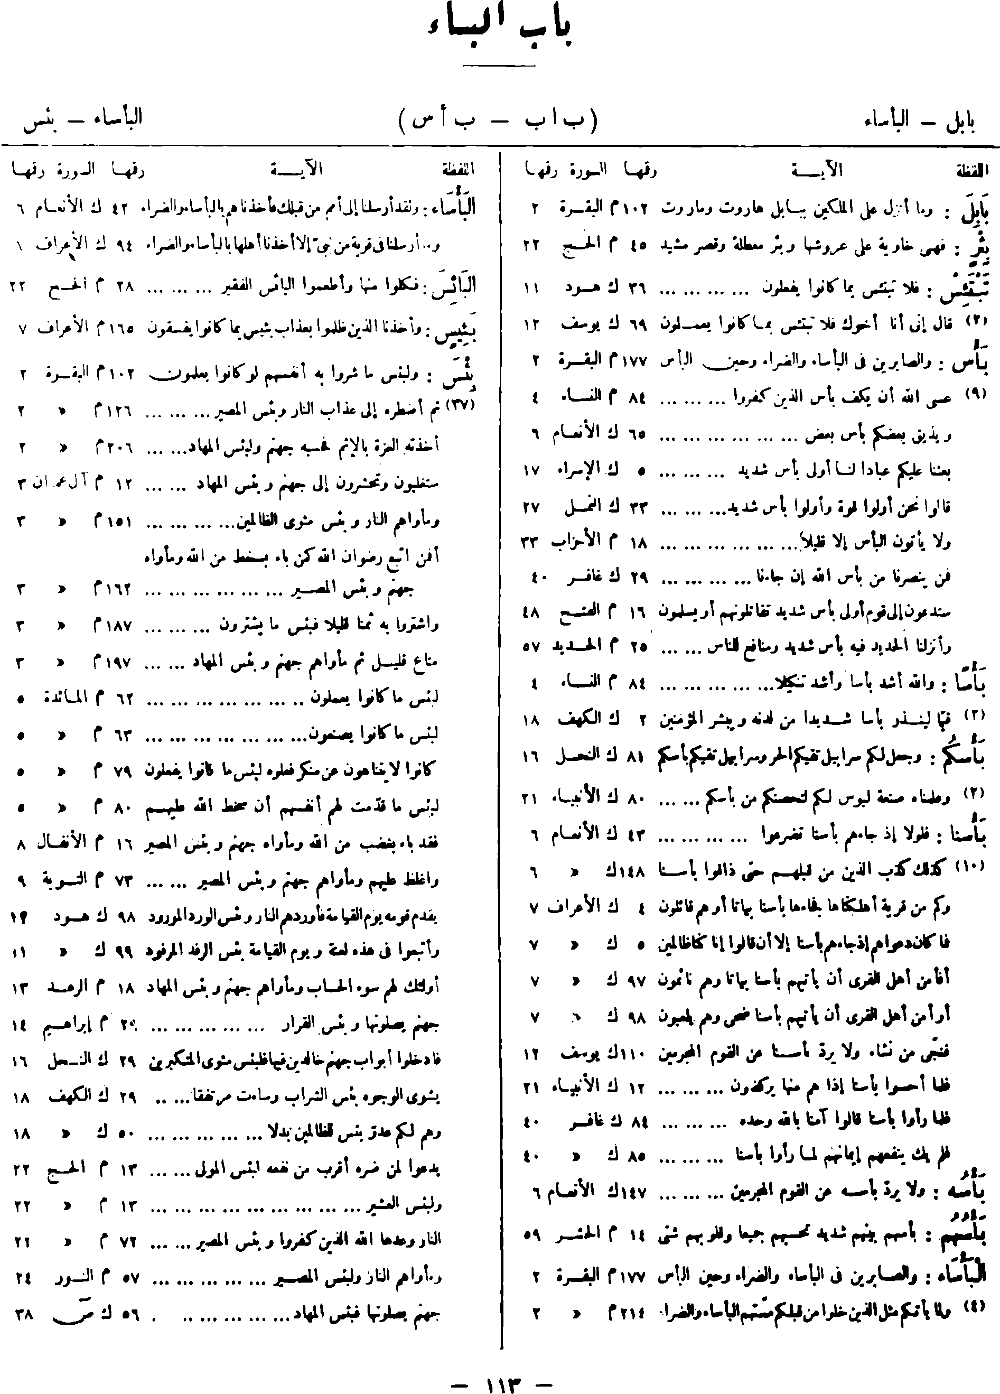 باب الباء
بابل – البأساء
(ب ا ب – ب أ س)
البأساء – بئس
اللفظة الآيــة رقمها السورة رقمها
بَابِلَ : وما أنزل على الملكين ببابل هاروت وماروت ١٠٢ م البقرة ٢
بِئْرٍ : فهى خاوية على عروشها وبئر معطلة وقصر مشيد ٤٥ م الحج ٢٢
تَبْتَئِسْ : فلا تبتئس بما كانوا يفعلون ... ... ... ... ٣٦ ك هود ١١
(٢) قال إنى أنا أخوك فلا تبتئس بما كانوا يعملون ٦٩ ك يوسف ١٢
بَأْس : والصابرين فى البأساء والضراء وحين البأس ١٧٧ م البقرة ٢
(٩) عسى الله أن يكف بأس الذين كفروا ... ... ... ٨٤ م النساء ٤
ويذيق بعضكم بأس بعض ... ... ... ... ... ٦٥ ك الأنعام ٦
بعثنا عليكم عبادا لنا أولى بأس شديد ... ... ... ٥ ك الإسراء ١٧
قالوا نحن أولوا قوة وأولوا بأس شديد... ... ... ٣٣ ك النمل ٢٧
ولا يأتون البأس إلا قليلا... ... ... ... ... ١٨ م الأحزاب ٣٣
فمن ينصرنا من بأس الله إن جاءنا ... ... ... ... ٢٩ ك غافر ٤٠
ستدعون إلى قوم أولى بأس شديد تقاتلونهم أو يسلمون ١٦ م الفتح ٤٨
وأنزلنا الحديد فيه بأس شديد ومنافع للناس ... ... ٢٥ م الحديد ٥٧
بَأْسًا : والله أشد بأسا وأشد تنكيلا... ... ... ... ٨٤ م النساء ٤
(٢) قيّما لينذر بأسا شديدا من لدنه ويبشر المؤمنين ٢ ك الكهف ١٨
بَأْسَكُم : وجعل لكم سرابيل تقيكم الحر وسرابيل تقيكم بأسكم ٨١ ك النحل ١٦
(٢) وعلمناه صنعة لبوس لكم لتحصنكم من بأسكم ... ... ٨٠ ك الأنبياء ٢١
بَأْسُنا : فلولا إذ جاءهم بأسنا تضرعوا ... ... ... ... ٤٣ ك الأنعام ٦
(١٠) كذلك كذب الذين من قبلهم حتى ذاقوا بأسنا ١٤٨ ك » ٦
وكم من قرية أهلكناها فجاءها بأسنا بياتا أو هم قائلون ٤ ك الأعراف ٧
فما كان دعواهم إذ جاءهم بأسنا إلا أن قالوا إنا كنا ظالمين ٥ ك » ٧
أفأمن أهل القرى أن يأتيهم بأسنا بياتا وهم نائمون ٩٧ ك » ٧
أو أمن أهل القرى أن يأتيهم بأسنا ضحى وهم يلعبون ٩٨ ك » ٧
فنجّى من نشاء ولا يردّ بأسنا عن القوم المجرمين ١١٠ ك يوسف ١٢
فلما أحسوا بأسنا إذا هم منها يركضون ... ... ... ١٢ ك الأنبياء ٢١
فلما رأوا بأسنا قالوا آمنا بالله وحده ... ... ... ٨٤ ك غافر ٤٠
فلم يك ينفعهم إيمانهم لما رأوا بأسنا ... ... ... ٨٥ ك » ٤٠
بَأْسُه : ولا يردّ بأسه عن القوم المجرمين ... ... ... ١٤٧ ك الأنعام ٦
بَأْسُهُم : بأسهم بينهم شديد تحسبهم جميعا وقلوبهم شتى ١٤ م الحشر ٥٩
البَأْسَاء : والصابرين فى البأساء والضراء وحين البأس ١٧٧ م البقرة ٢
(٤) ولما يأتكم مثل الذين خلوا من قبلكم مسّتهم البأساء والضراء ٢١٤ م » ٢
اللفظة الآيــة رقمها السورة رقمها
البَأْسَاء : ولقد أرسلنا إلى أمم من قبلك فأخذناهم بالبأساء والضراء ٤٢ ك الأنعام ٦
وما أرسلنا فى قرية من نبىّ إلا أخذنا أهلها بالبأساء والضراء ٩٤ ك الأعراف ٧
البَائِسَ : فكلوا منها وأطعموا البائس الفقير ... ... ... ٢٨ م الحج ٢٢
بَئِيسٍ : وأخذنا الذين ظلموا بعذاب بئيس بما كانوا يفسقون ١٦٥ م الأعراف ٧
بِئْسَ : ولبئس ما شروا به أنفسهم لو كانوا يعلمون ١٠٢ م البقرة ٢
(٣٧) ثم أضطره إلى عذاب النار وبئس المصير ... ... ... ١٢٦ م » ٢
أخذته العزة بالإثم فحسبه جهنم ولبئس المهاد... ... ٢٠٦ م » ٢
ستغلبون وتحشرون إلى جهنم وبئس المهاد ... ... ١٢ م آل عمران ٣
ومأواهم النار وبئس مثوى الظالمين... ... ... ... ١٥١ م » ٣
أفمن اتبع رضوان الله كمن باء بسخط من الله ومأواه
جهنم وبئس المصير ... ... ... ... ... ... ١٦٢ م » ٣
واشتروا به ثمنا قليلا فبئس ما يشترون ... ... ... ١٨٧ م » ٣
متاع قليل ثم مأواهم جهنم وبئس المهاد ... ... ١٩٧ م » ٣
لبئس ما كانوا يعملون .. ... ... ... ... ... ... ٦٢ م المائدة ٥
لبئس ما كانوا يصنعون... ... ... ... ... ... ... ٦٣ م » ٥
كانوا لا يتناهون عن منكر فعلوه لبئس ما كانوا يفعلون ٧٩ م » ٥
لبئس ما قدّمت لهم أنفسهم أن سخط الله عليهم ٨٠ م » ٥
فقد باء بغضب من الله ومأواه جهنم وبئس المصير ١٦ م الأنفال ٨
واغلظ عليهم ومأواهم جهنم وبئس المصير ... ... ٧٣ م التوبة ٩
يقدم قومه يوم القيامة فأوردهم النار وبئس الورد المورود ٩٨ ك هود ١١
وأتبعوا فى هذه لعنة ويوم القيامة بئس الرفد المرفود ٩٩ ك » ١١
أولئك لهم سوء الحساب ومأواهم جهنم وبئس المهاد ١٨ م الرعد ١٣
جهنم يصلونها وبئس القرار ... ... ... ... ... ٢٩ م إبراهيم ١٤
فادخلوا أبواب جهنم خالدين فيها فلبئس مثوى المتكبرين ٢٩ ك النحل ١٦
يشوى الوجوه بئس الشراب وساءت مرتفقا... .. ٢٩ ك الكهف ١٨
وهم لكم عدوّ بئس للظالمين بدلا ... ... ... ... ... ٥٠ ك » ١٨
يدعوا لمن ضره أقرب من نفعه لبئس المولى ... ... ١٣ م الحج ٢٢
ولبئس العشير ... ... ... ... ... ... ... ... ... ١٣ م » ٢٢
النار وعدها الله الذين كفروا وبئس المصير ... ... ٧٢ م » ٢٢
ومأواهم النار ولبئس المصير ... ... ... ... ... ٥٧ م النور ٢٤
جهنم يصلونها فبئس المهاد... ... ... ... .. . ٥٦ ك صٓ ٣٨
– ١١٣ –